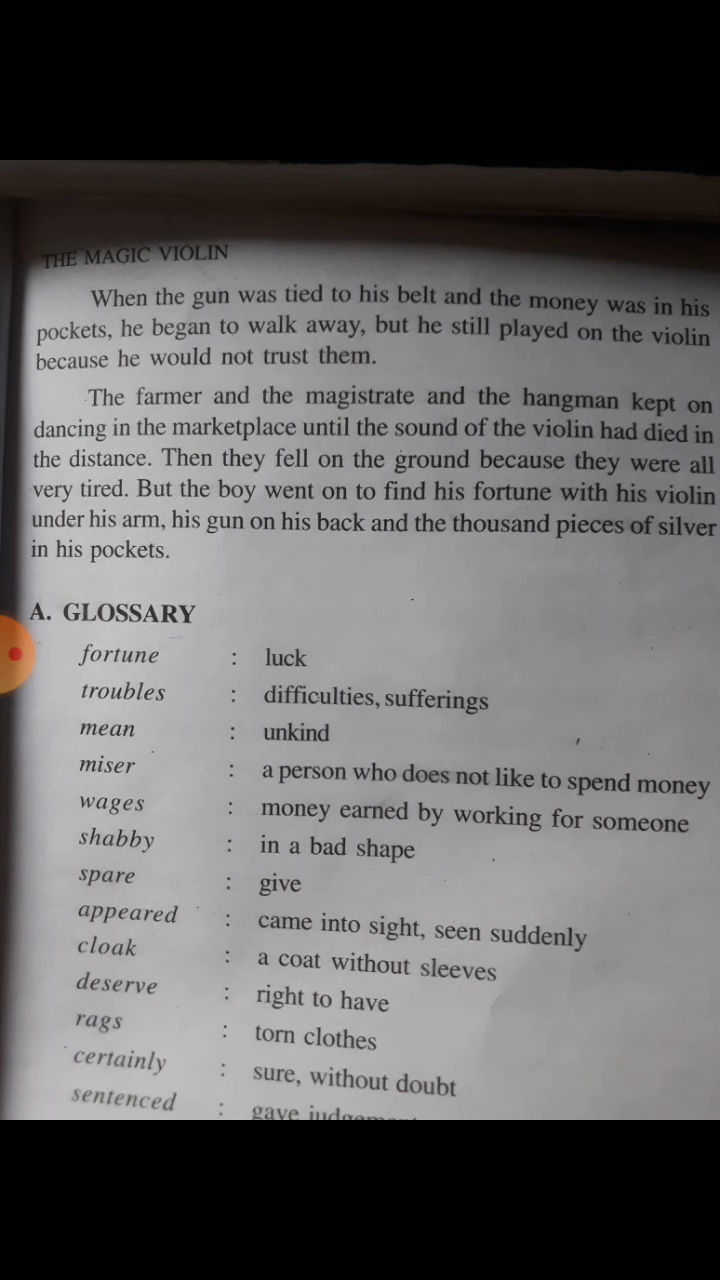 THE MAGIC VIOLIN
When the gun was tied to his belt and the money was in his
pockets, he began to walk away, but he still played on the violin
because he would not trust them.
The farmer and the magistrate and the hangman kept on
dancing in the marketplace until the sound of the violin had died in
the distance. Then they fell on the ground because they were all
very tired. But the boy went on to find his fortune with his violin
under his arm, his gun on his back and the thousand pieces of silver
in his pockets.
A. GLOSSARY
fortune : luck
troubles : difficulties, sufferings
mean : unkind
miser : a person who does not like to spend money
wages : money earned by working for someone
shabby : in a bad shape
spare : give
appeared : came into sight, seen suddenly
cloak : a coat without sleeves
deserve : right to have
rags : torn clothes
certainly : sure, without doubt
sentenced : gave